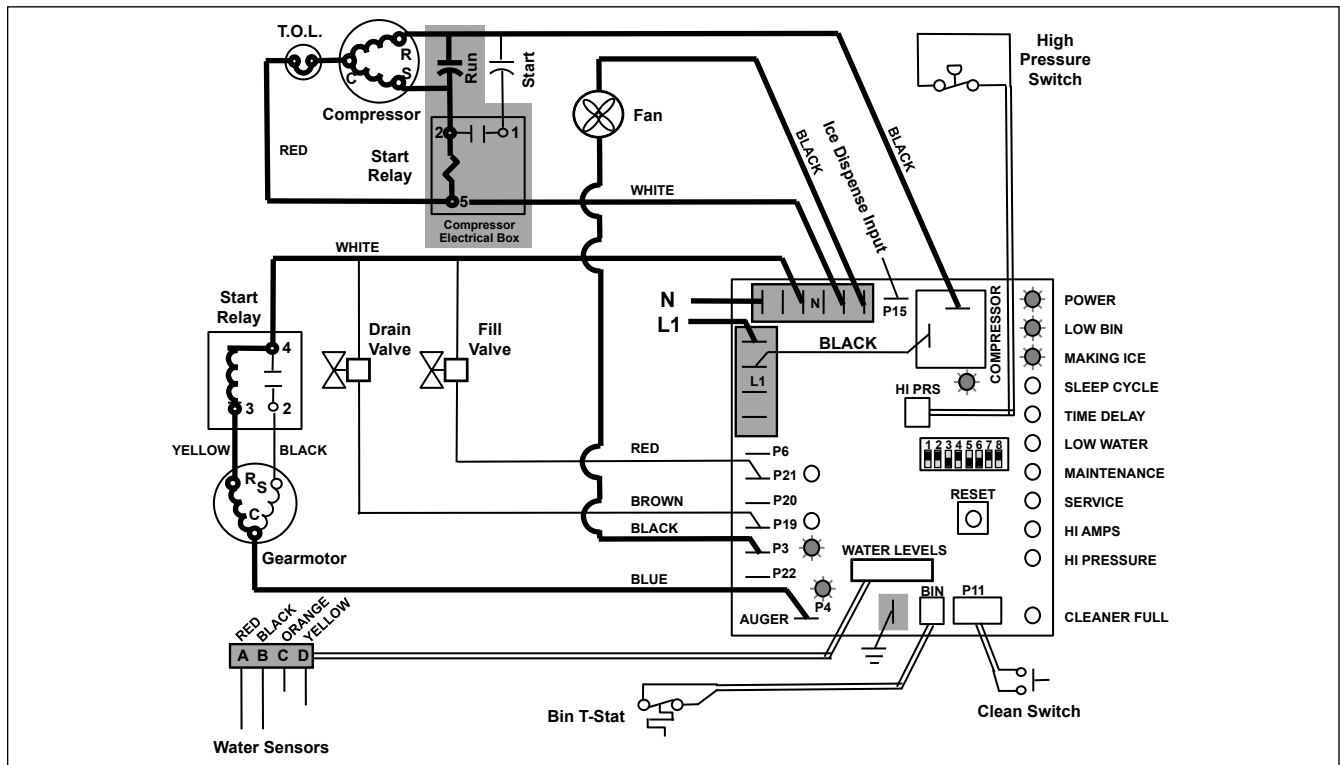 T.O.L.
R
S
C
Compressor
Run
Start
2
1
Start
Relay
5
Compressor
Electrical Box
RED
WHITE
Fan
BLACK
Ice Dispense Input
BLACK
High
Pressure
Switch
WHITE
Start
Relay
4
3
2
YELLOW
BLACK
R
S
C
Gearmotor
Drain
Valve
Fill
Valve
N
L1
N
P15
L1
BLACK
COMPRESSOR
HI PRS
1 2 3 4 5 6 7 8
RESET
POWER
LOW BIN
MAKING ICE
SLEEP CYCLE
TIME DELAY
LOW WATER
MAINTENANCE
SERVICE
HI AMPS
HI PRESSURE
CLEANER FULL
RED
BROWN
BLACK
BLUE
P6
P21
P20
P19
P3
P22
P4
AUGER
WATER LEVELS
BIN
P11
RED
BLACK
ORANGE
YELLOW
A B C D
Water Sensors
Bin T-Stat
Clean Switch